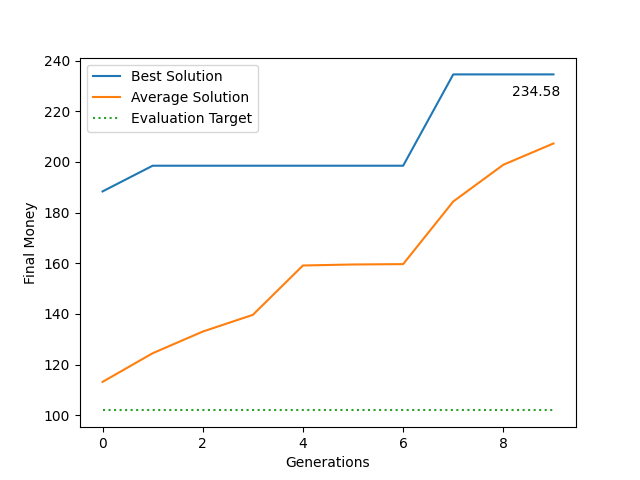 Best Solution
Average Solution
Evaluation Target
234.58
240
220
200
180
160
140
120
100
Final Money
0
2
4
6
8
Generations